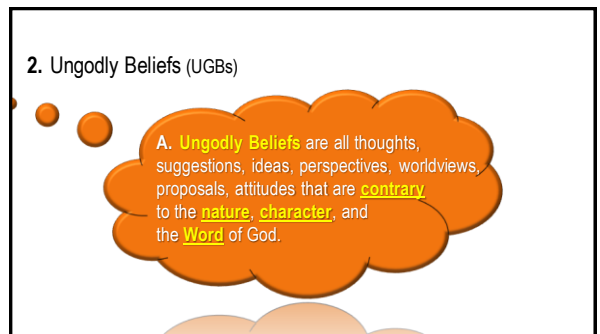 2. Ungodly Beliefs (UGBs)
A. Ungodly Beliefs are all thoughts,
suggestions, ideas, perspectives, worldviews,
proposals, attitudes that are contrary
to the nature, character, and
the Word of God.